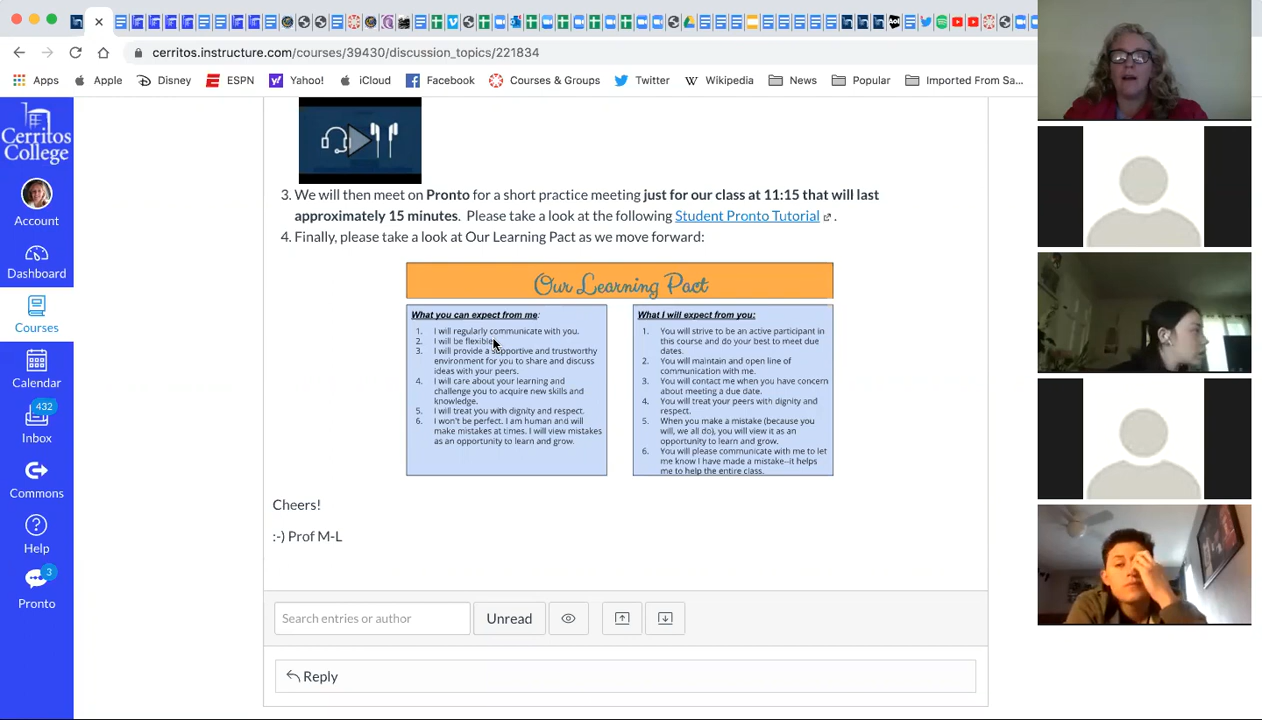 cerritos.instructure.com/courses/39430/discussion_topics/221834
Apps
Apple
Disney
ESPN
Yahoo!
iCloud
Facebook
Courses & Groups
Twitter
Wikipedia
News
Popular
Imported From Sa...
Cerritos
College
Account
Dashboard
Courses
Calendar
432
Inbox
Commons
Help
3
Pronto
3. We will then meet on Pronto for a short practice meeting just for our class at 11:15 that will last
approximately 15 minutes. Please take a look at the following Student Pronto Tutorial .
4. Finally, please take a look at Our Learning Pact as we move forward:
Our Learning Pact
What you can expect from me:
1. I will regularly communicate with you.
2. I will be flexible
3. I will provide a supportive and trustworthy
environment for you to share and discuss
ideas with your peers.
4. I will care about your learning and
challenge you to acquire new skills and
knowledge.
5. I will treat you with dignity and respect.
6. I won't be perfect. I am human and will
make mistakes at times. I will view mistakes
as an opportunity to learn and grow.
What I will expect from you:
1. You will strive to be an active participant in
this course and do your best to meet due
dates.
2. You will maintain and open line of
communication with me.
3. You will contact me when you have concern
about meeting a due date.
4. You will treat your peers with dignity and
respect.
5. When you make a mistake (because you
will, we all do), you will view it as an
opportunity to learn and grow.
6. You will please communicate with me to let
me know I have made a mistake--it helps
me to help the entire class.
Cheers!
:-) Prof M-L
Search entries or author
Unread
Reply